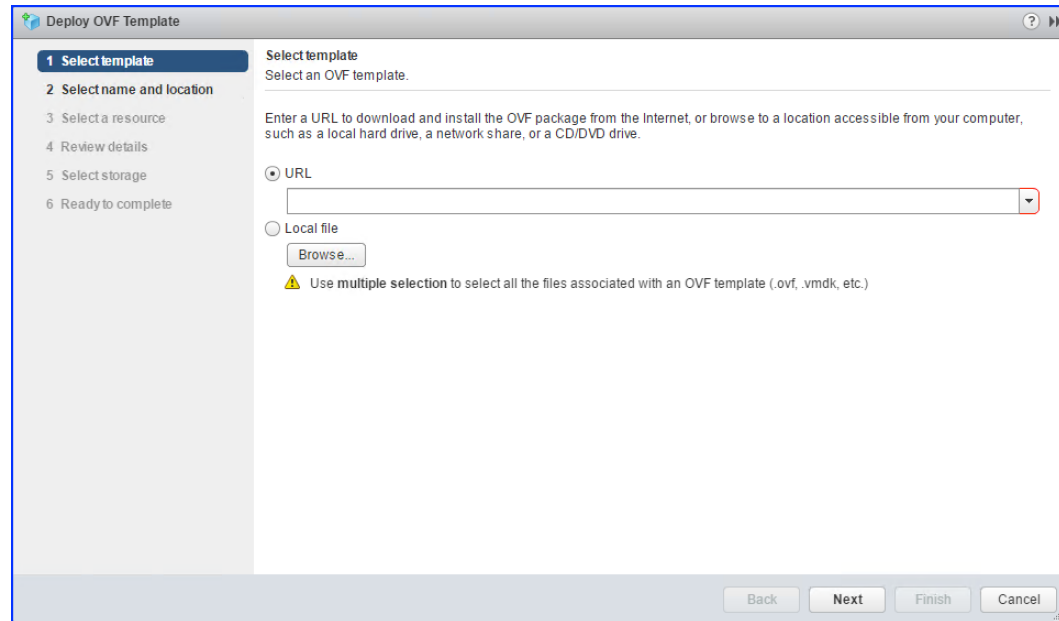 Deploy OVF Template
?
1 Select template
2 Select name and location
3 Select a resource
4 Review details
5 Select storage
6 Ready to complete
Select template
Select an OVF template.
Enter a URL to download and install the OVF package from the Internet, or browse to a location accessible from your computer,
such as a local hard drive, a network share, or a CD/DVD drive.
URL
Local file
Browse...
Use multiple selection to select all the files associated with an OVF template (.ovf, .vmdk, etc.)
Back
Next
Finish
Cancel